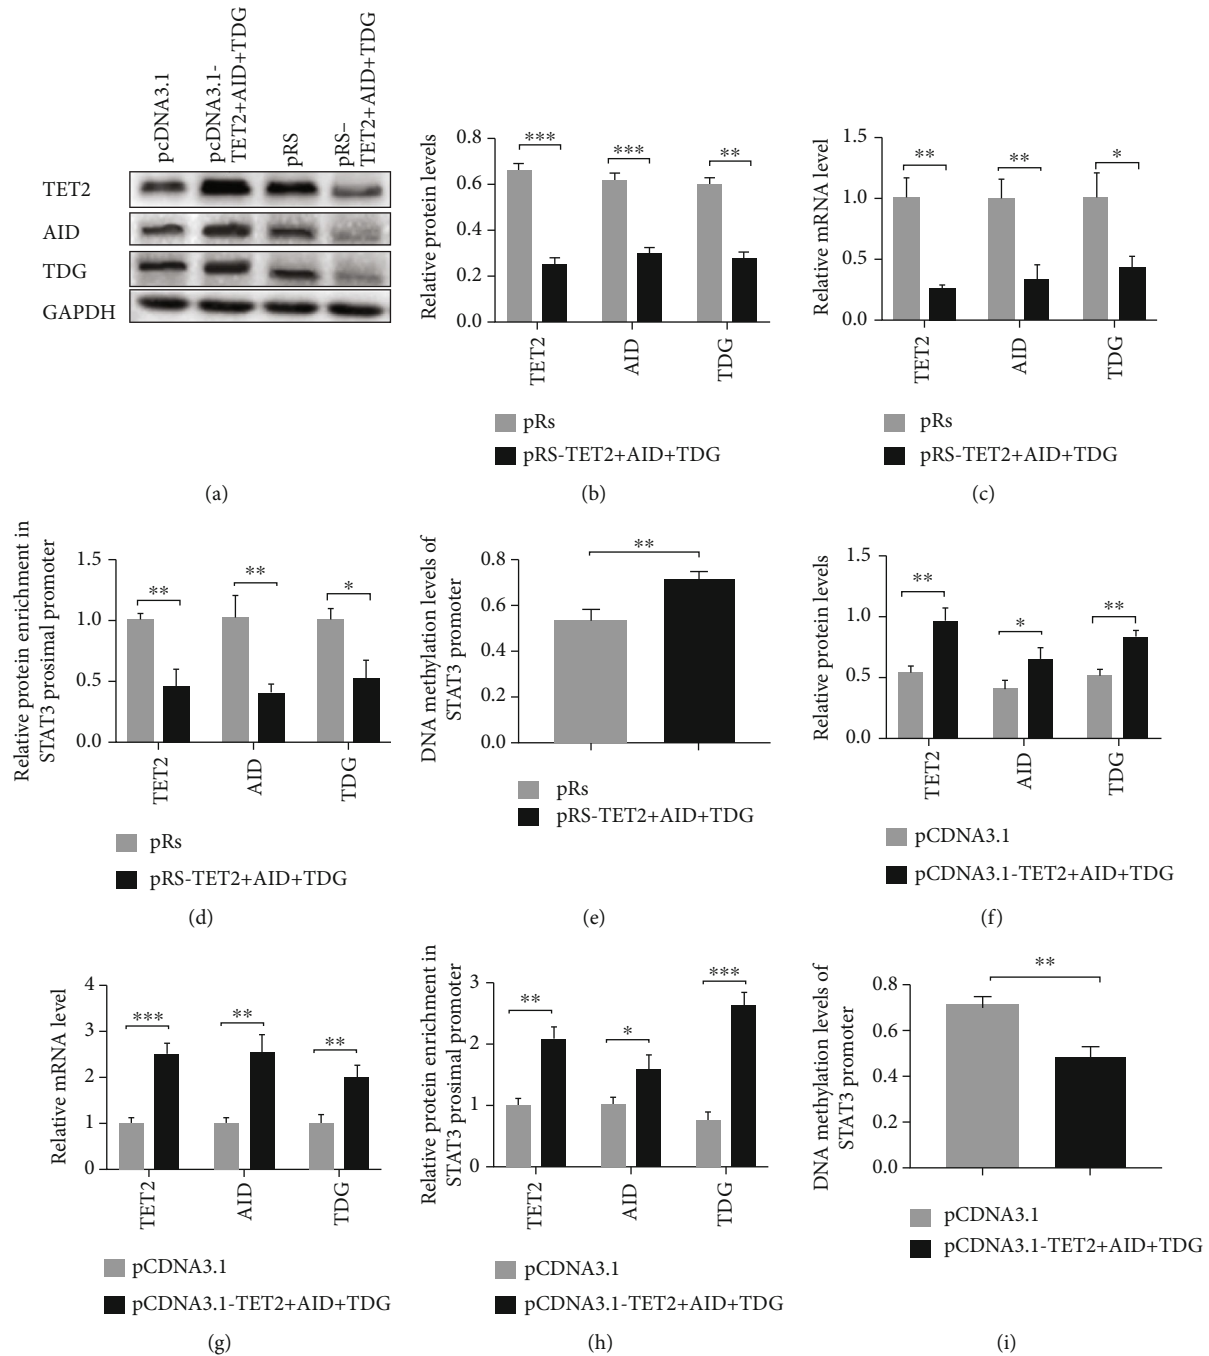 pcDNA3.1
pcDNA3.1-
TET2+AID+TDG
pRS
pRS–
TET2+AID+TDG
TET2
AID
TDG
GAPDH
(a)
Relative protein levels
0.8
0.6
0.4
0.2
0.0
***
***
**
TET2
AID
TDG
pRs
pRS-TET2+AID+TDG
(b)
Relative mRNA level
1.5
1.0
0.5
0.0
**
**
*
TET2
AID
TDG
pRs
pRS-TET2+AID+TDG
(c)
Relative protein enrichment in
STAT3 prosimal promoter
1.5
1.0
0.5
0.0
**
**
*
TET2
AID
TDG
pRs
pRS-TET2+AID+TDG
(d)
DNA methylation levels of
STAT3 promoter
0.8
0.6
0.4
0.2
0.0
**
pRs
pRS-TET2+AID+TDG
(e)
Relative protein levels
1.5
1.0
0.5
0.0
**
*
**
TET2
AID
TDG
pCDNA3.1
pCDNA3.1-TET2+AID+TDG
(f)
Relative mRNA level
4
3
2
1
0
***
**
**
TET2
AID
TDG
pCDNA3.1
pCDNA3.1-TET2+AID+TDG
(g)
Relative protein enrichment in
STAT3 prosimal promoter
3
2
1
0
**
*
***
TET2
AID
TDG
pCDNA3.1
pCDNA3.1-TET2+AID+TDG
(h)
DNA methylation levels of
STAT3 promoter
0.8
0.6
0.4
0.2
0.0
**
pCDNA3.1
pCDNA3.1-TET2+AID+TDG
(i)